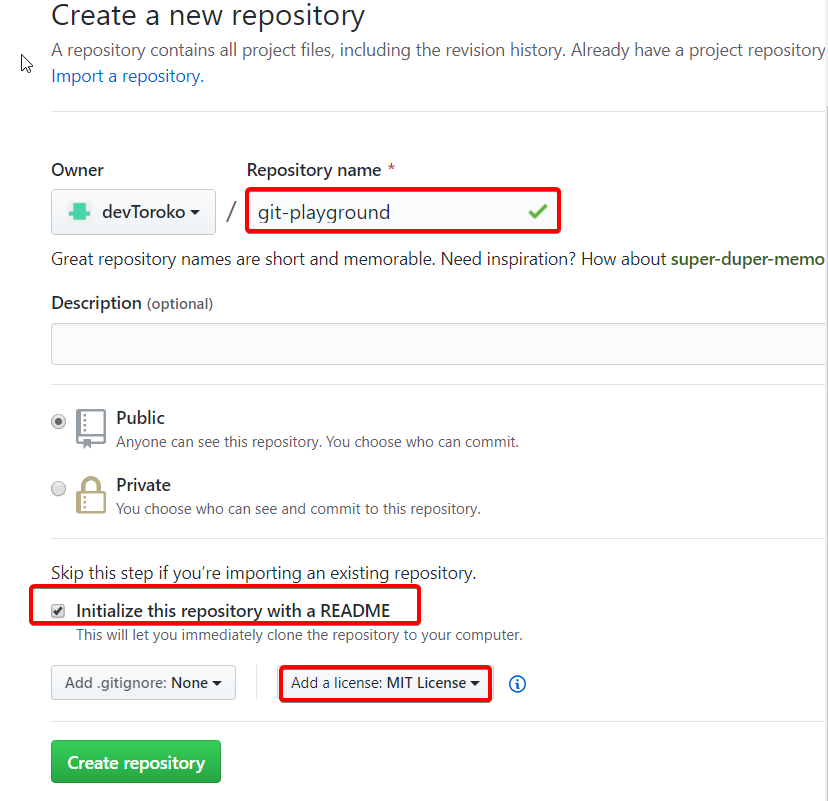 Create a new repository
A repository contains all project files, including the revision history. Already have a project repository
Import a repository.
Owner
Repository name *
devToroko
/
git-playground
Great repository names are short and memorable. Need inspiration? How about super-duper-memo
Description (optional)
Public
Anyone can see this repository. You choose who can commit.
Private
You choose who can see and commit to this repository.
Skip this step if you’re importing an existing repository.
Initialize this repository with a README
This will let you immediately clone the repository to your computer.
Add .gitignore: None
Add a license: MIT License
Create repository